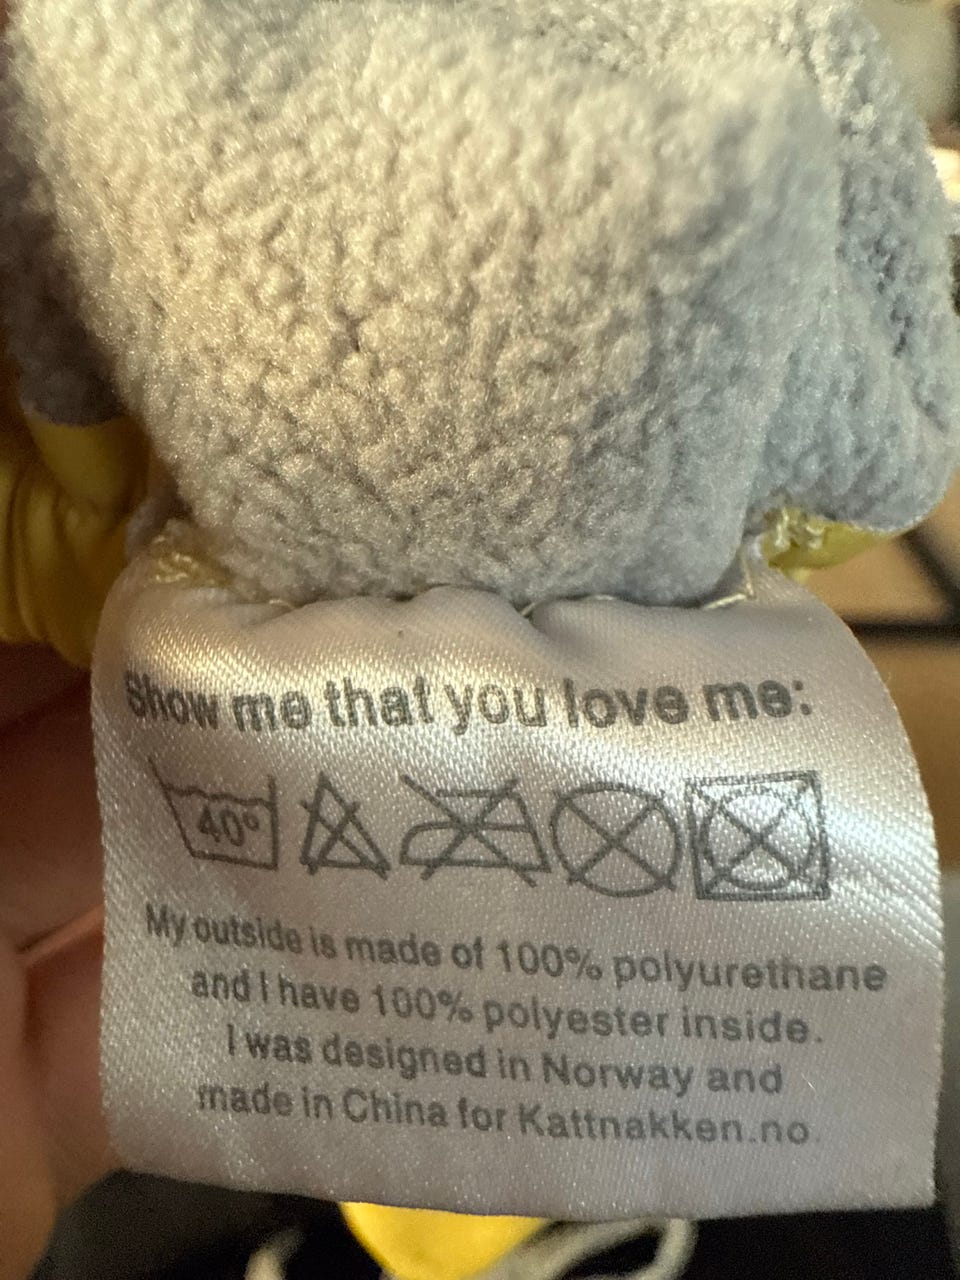 Show me that you love me:
40°
My outside is made of 100% polyurethane
and I have 100% polyester inside.
I was designed in Norway and
made in China for Kattnakken.no